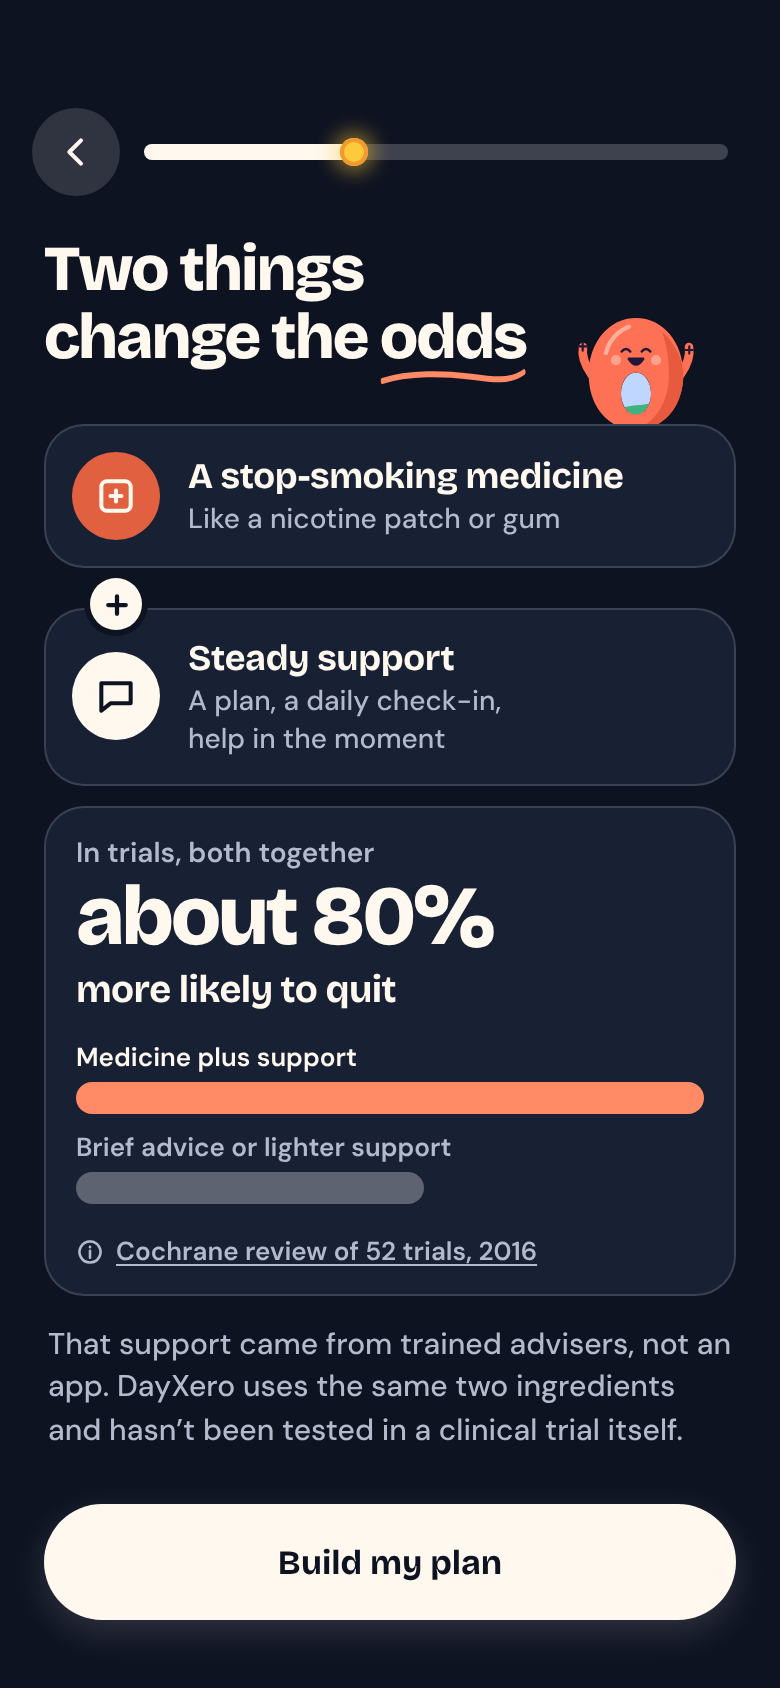 Two things
change the odds
A stop-smoking medicine
Like a nicotine patch or gum
Steady support
A plan, a daily check-in,
help in the moment
In trials, both together
about 80%
more likely to quit
Medicine plus support
Brief advice or lighter support
Cochrane review of 52 trials, 2016
That support came from trained advisers, not an
app. DayXero uses the same two ingredients
and hasn’t been tested in a clinical trial itself.
Build my plan